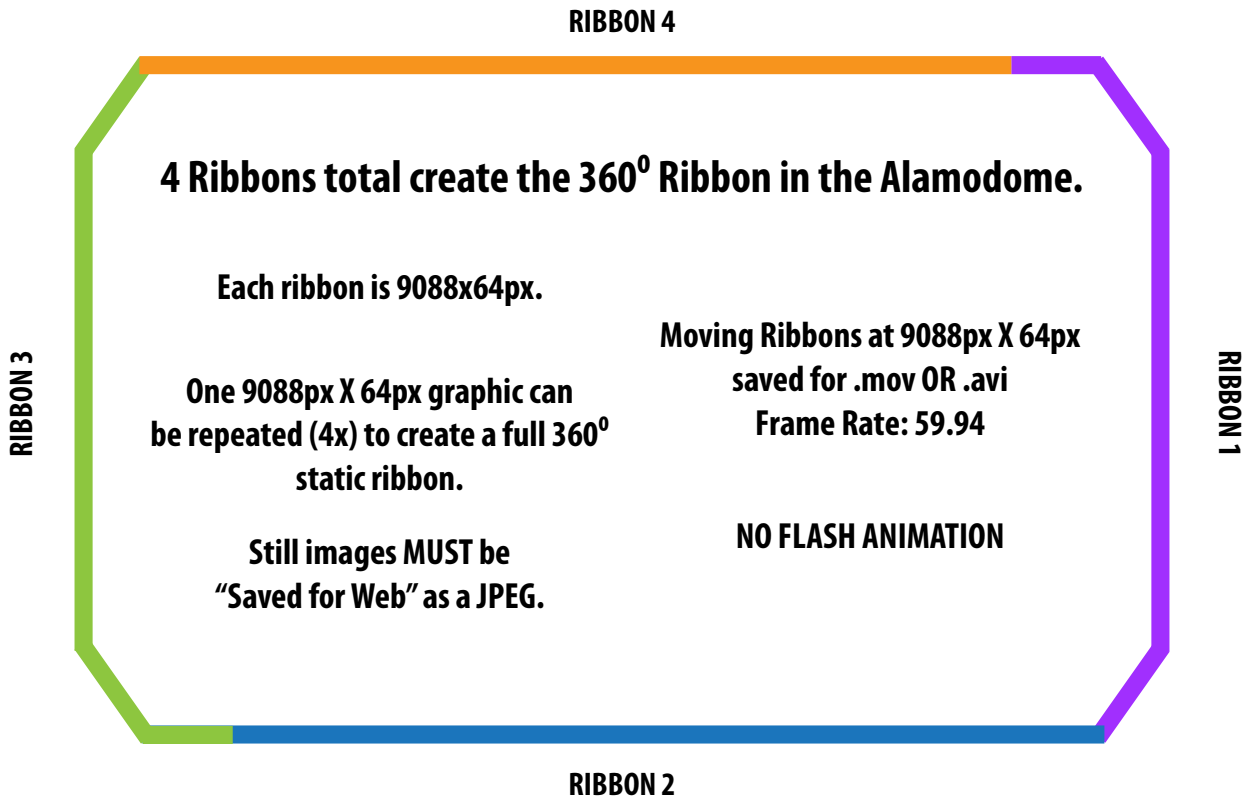 RIBBON 4
4 Ribbons total create the 360⁰ Ribbon in the Alamodome.
Each ribbon is 9088x64px.
One 9088px X 64px graphic can
be repeated (4x) to create a full 360⁰
static ribbon.
Still images MUST be
“Saved for Web” as a JPEG.
Moving Ribbons at 9088px X 64px
saved for .mov OR .avi
Frame Rate: 59.94
NO FLASH ANIMATION
RIBBON 3
RIBBON 1
RIBBON 2